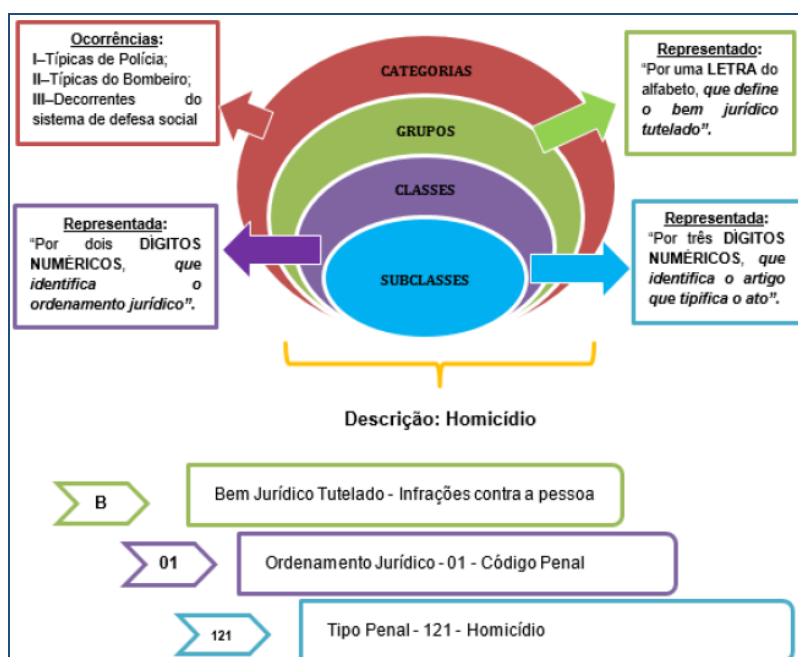 Ocorrências:
I–Típicas de Polícia;
II–Típicas do Bombeiro;
III–Decorrentes do
sistema de defesa social
CATEGORIAS
GRUPOS
CLASSES
SUBCLASSES
Representado:
“Por uma LETRA do
alfabeto, que define
o bem jurídico
tutelado”.
Representada:
“Por dois DÌGITOS
NUMÉRICOS, que
identifica o
ordenamento jurídico”.
Representada:
“Por três DÍGITOS
NUMÉRICOS, que
identifica o artigo
que tipifica o ato”.
Descrição: Homicídio
B
Bem Jurídico Tutelado - Infrações contra a pessoa
01
Ordenamento Jurídico - 01 - Código Penal
121
Tipo Penal - 121 - Homicídio